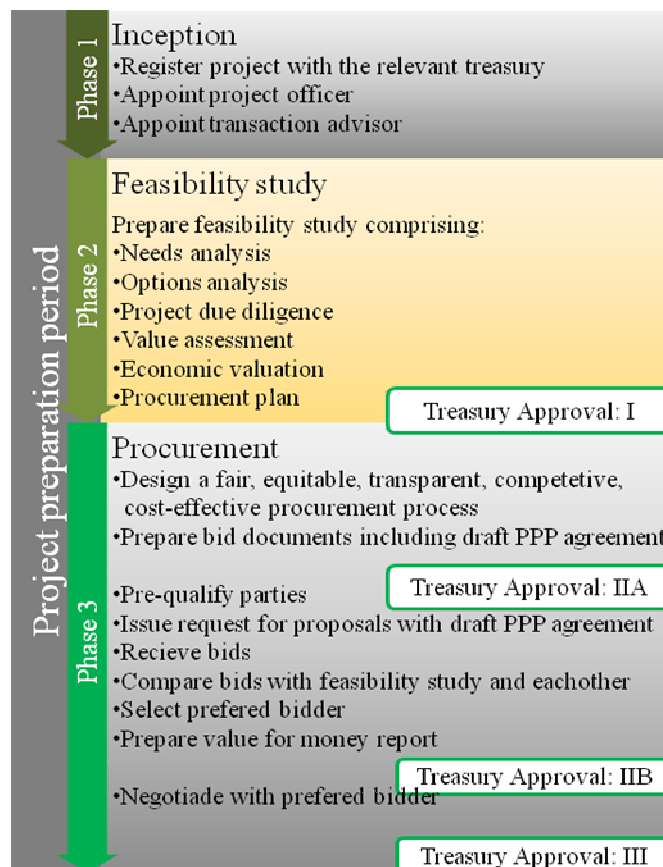 Project preparation period
Phase 1
Inception
•Register project with the relevant treasury
•Appoint project officer
•Appoint transaction advisor
Phase 2
Feasibility study
Prepare feasibility study comprising:
•Needs analysis
•Options analysis
•Project due diligence
•Value assessment
•Economic valuation
•Procurement plan
Treasury Approval: I
Phase 3
Procurement
•Design a fair, equitable, transparent, competetive,
cost-effective procurement process
•Prepare bid documents including draft PPP agreement
Treasury Approval: IIA
•Pre-qualify parties
•Issue request for proposals with draft PPP agreement
•Recieve bids
•Compare bids with feasibility study and eachother
•Select prefered bidder
•Prepare value for money report
Treasury Approval: IIB
•Negotiade with prefered bidder
Treasury Approval: III